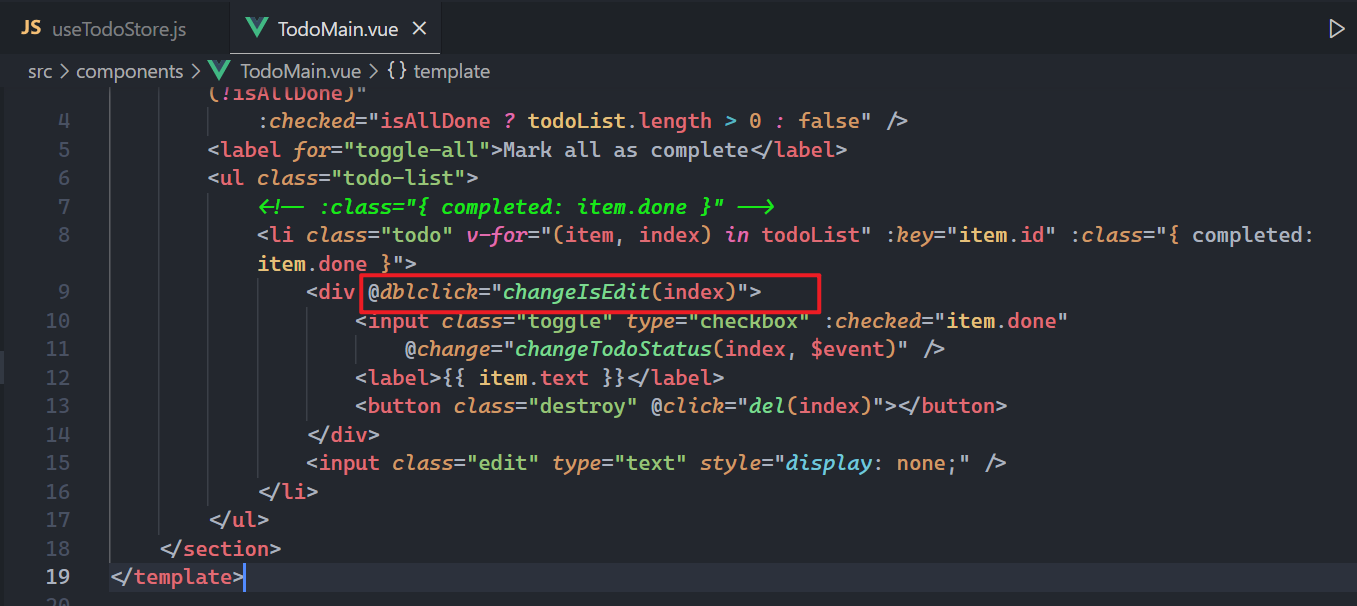 JS useTodoStore.js TodoMain.vue ×
src > components > TodoMain.vue > {} template
(!isAllDone)"
4 :checked="isAllDone ? todoList.length > 0 : false" />
5 <label for="toggle-all">Mark all as complete</label>
6 <ul class="todo-list">
7 <!-- :class="{ completed: item.done }" -->
8 <li class="todo" v-for="(item, index) in todoList" :key="item.id" :class="{ completed:
item.done }">
9 <div @dblclick="changeIsEdit(index)">
10 <input class="toggle" type="checkbox" :checked="item.done"
11 @change="changeTodoStatus(index, $event)" />
12 <label>{{ item.text }}</label>
13 <button class="destroy" @click="del(index)"></button>
14 </div>
15 <input class="edit" type="text" style="display: none;" />
16 </li>
17 </ul>
18 </section>
19 </template>
20